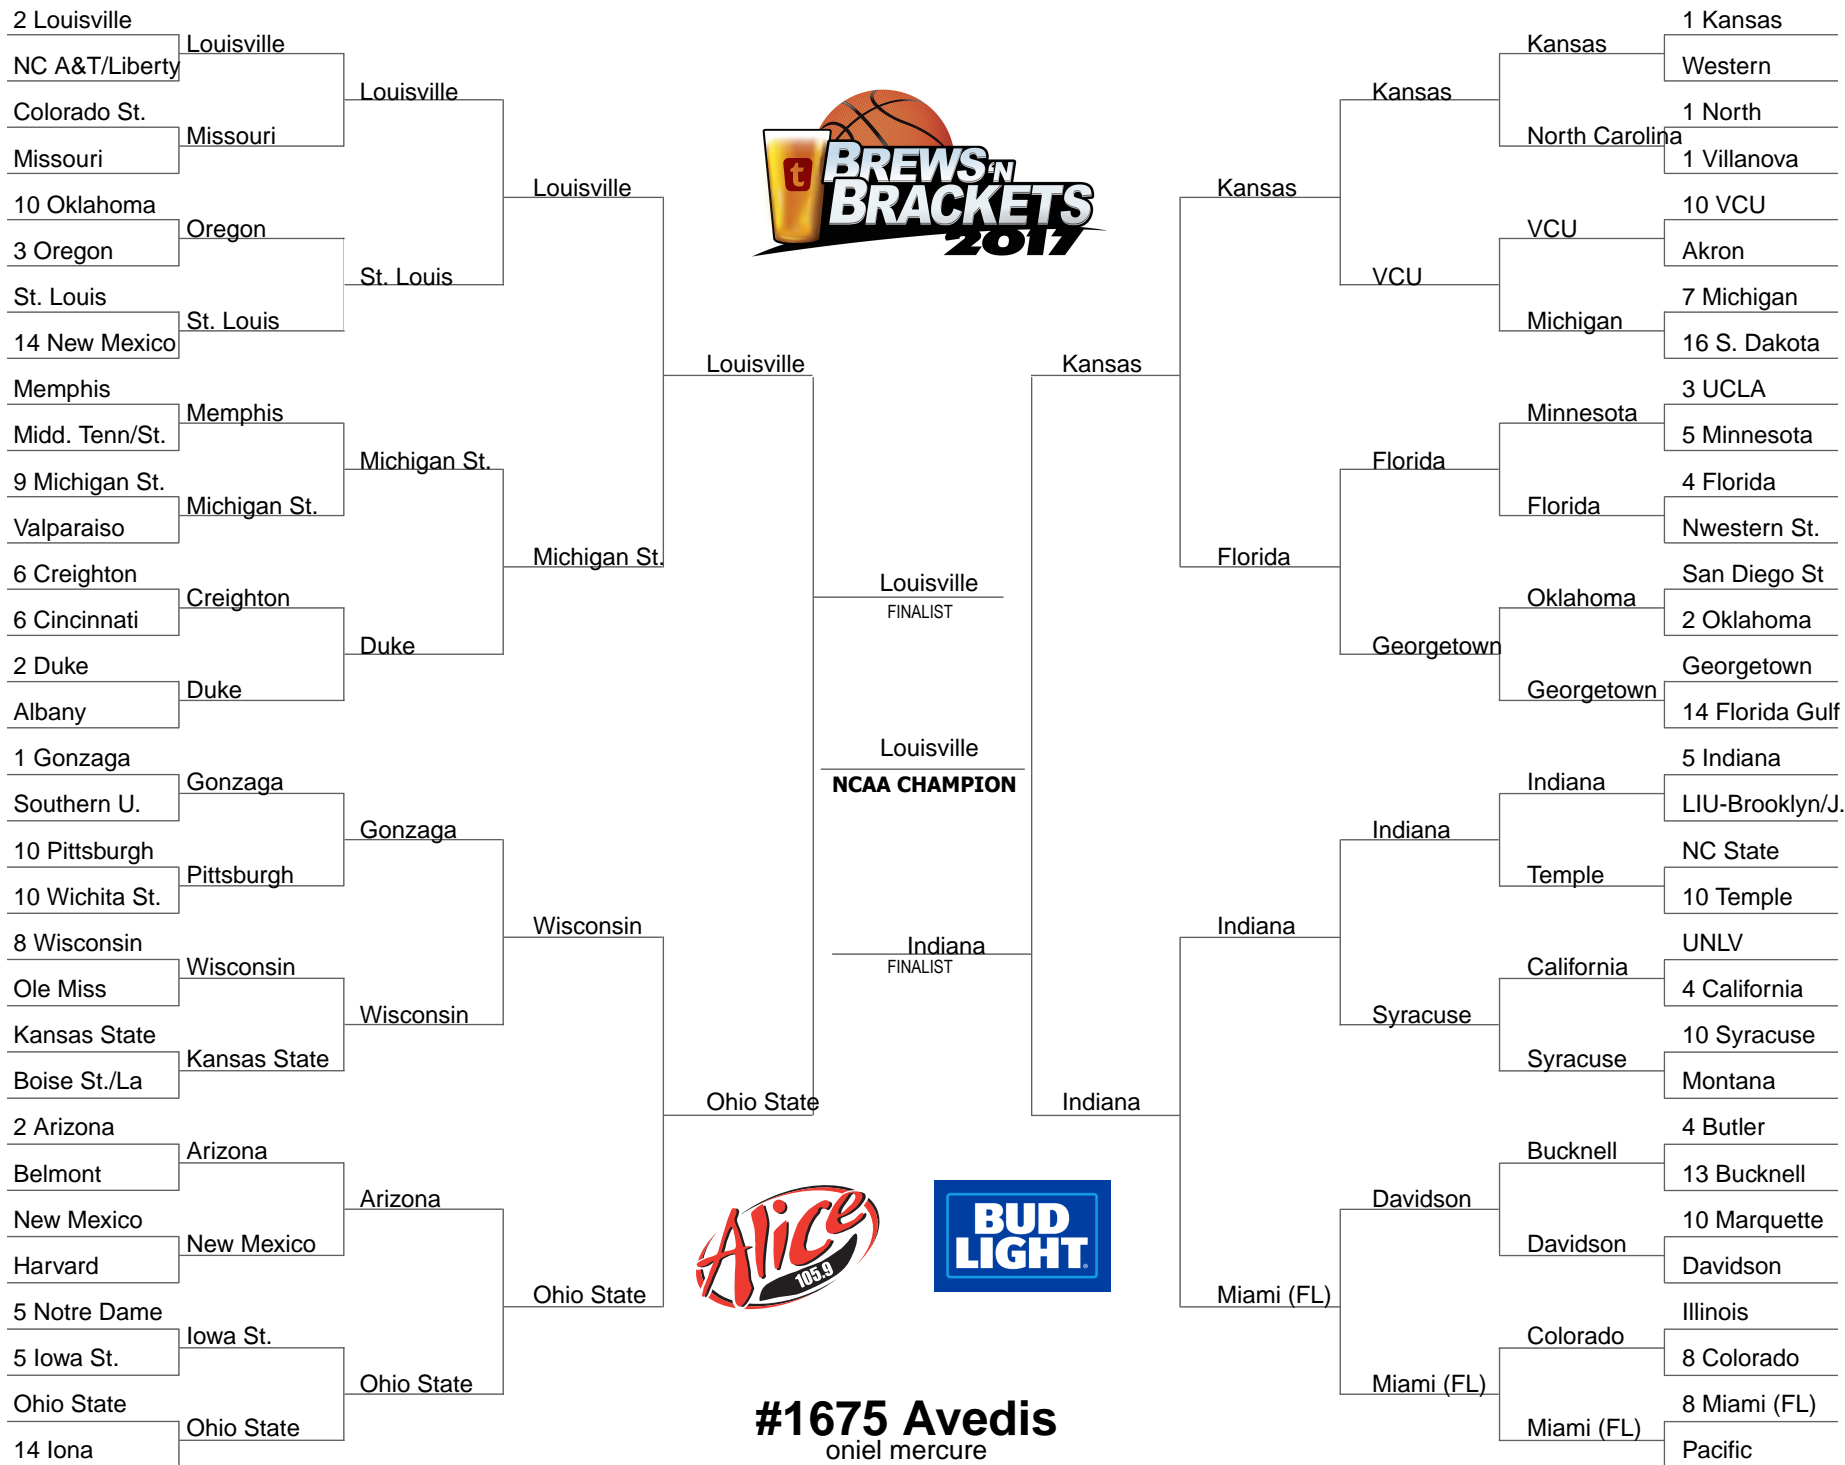 2 Louisville
NC A&T/Liberty
Colorado St.
Missouri
10 Oklahoma
3 Oregon
St. Louis
14 New Mexico
Memphis
Midd. Tenn/St.
9 Michigan St.
Valparaiso
6 Creighton
6 Cincinnati
2 Duke
Albany
1 Gonzaga
Southern U.
10 Pittsburgh
10 Wichita St.
8 Wisconsin
Ole Miss
Kansas State
Boise St./La
2 Arizona
Belmont
New Mexico
Harvard
5 Notre Dame
5 Iowa St.
Ohio State
14 Iona
Louisville
Missouri
Oregon
St. Louis
Memphis
Michigan St.
Creighton
Duke
Gonzaga
Pittsburgh
Wisconsin
Kansas State
Arizona
New Mexico
Iowa St.
Ohio State
Louisville
St. Louis
Michigan St.
Duke
Gonzaga
Wisconsin
Arizona
Ohio State
Louisville
Michigan St.
Wisconsin
Ohio State
Louisville
Ohio State
t
BREWS 'N
BRACKETS
2017
Louisville
FINALIST
Louisville
NCAA CHAMPION
Indiana
FINALIST
Alice
105.9
BUD
LIGHT
#1675 Avedis
oniel mercure
Kansas
Indiana
Kansas
Florida
Indiana
Miami (FL)
Kansas
VCU
Florida
Georgetown
Indiana
Syracuse
Davidson
Miami (FL)
Kansas
North Carolina
VCU
Michigan
Minnesota
Florida
Oklahoma
Georgetown
Indiana
Temple
California
Syracuse
Bucknell
Davidson
Colorado
Miami (FL)
1 Kansas
Western
1 North
1 Villanova
10 VCU
Akron
7 Michigan
16 S. Dakota
3 UCLA
5 Minnesota
4 Florida
Nwestern St.
San Diego St
2 Oklahoma
Georgetown
14 Florida Gulf
5 Indiana
LIU-Brooklyn/J.
NC State
10 Temple
UNLV
4 California
10 Syracuse
Montana
4 Butler
13 Bucknell
10 Marquette
Davidson
Illinois
8 Colorado
8 Miami (FL)
Pacific